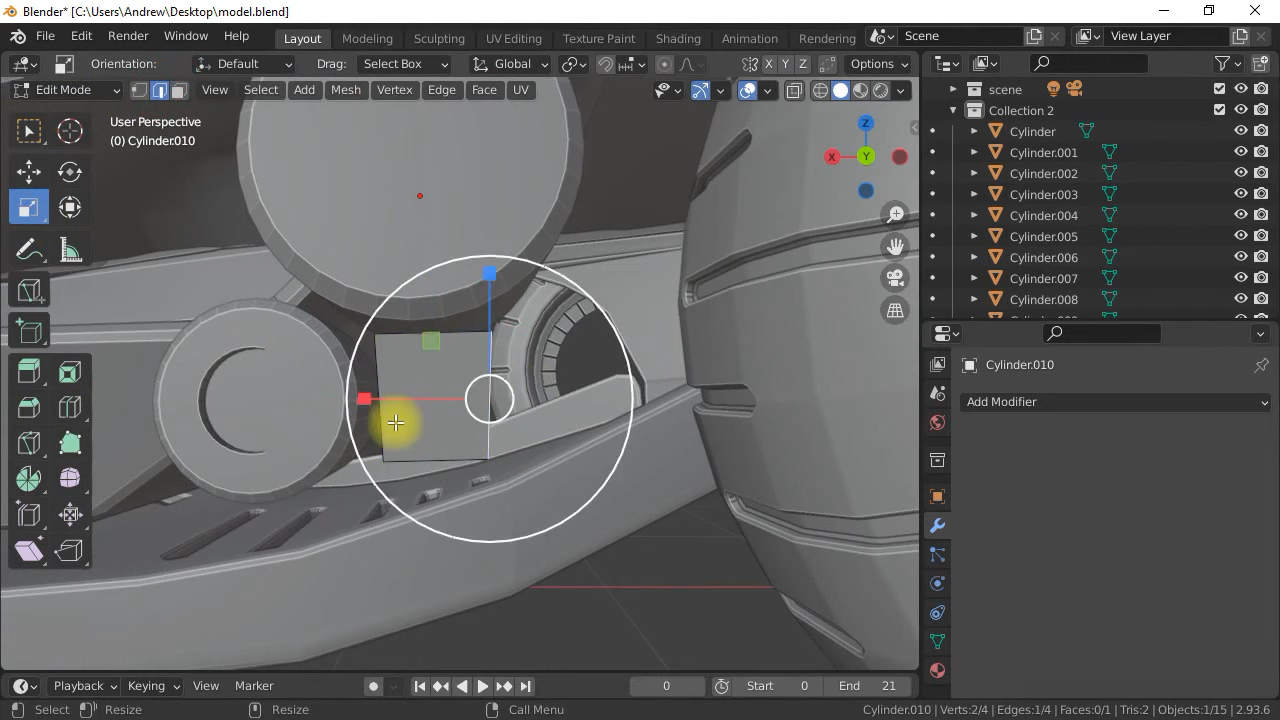 Blender* [C:\Users\Andrew\Desktop\model.blend]
File Edit Render Window Help Layout Modeling Sculpting UV Editing Texture Paint Shading Animation Rendering Scene View Layer
Orientation: Default Drag: Select Box Global X Y Z Options
Edit Mode View Select Add Mesh Vertex Edge Face UV
User Perspective
(0) Cylinder.010
Z
X Y
scene
Collection 2
Cylinder
Cylinder.001
Cylinder.002
Cylinder.003
Cylinder.004
Cylinder.005
Cylinder.006
Cylinder.007
Cylinder.008
Cylinder.010
Add Modifier
Playback Keying View Marker 0 Start 0 End 21
Select Resize Resize Call Menu Cylinder.010 | Verts:2/4 | Edges:1/4 | Faces:0/1 | Tris:2 | Objects:1/15 | 2.93.6